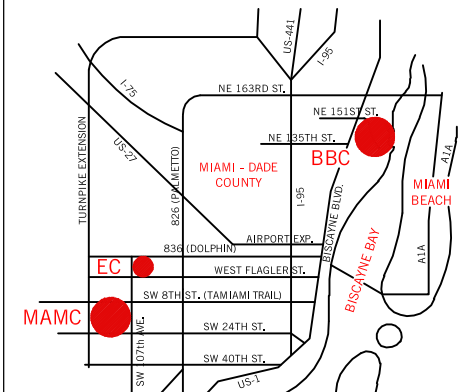 US-441
I-95
I-75
NE 163RD ST.
NE 151ST ST.
NE 135TH ST.
BBC
US-27
TURNPIKE EXTENSION
826 (PALMETTO)
MIAMI - DADE
COUNTY
I-95
A1A
MIAMI
BEACH
BISCAYNE BLVD.
AIRPORT EXP.
836 (DOLPHIN)
BISCAYNE BAY
A1A
EC
WEST FLAGLER ST.
SW 8TH ST. (TAMIAMI TRAIL)
MAMC
SW 24TH ST.
SW 107th AVE.
SW 40TH ST.
US-1